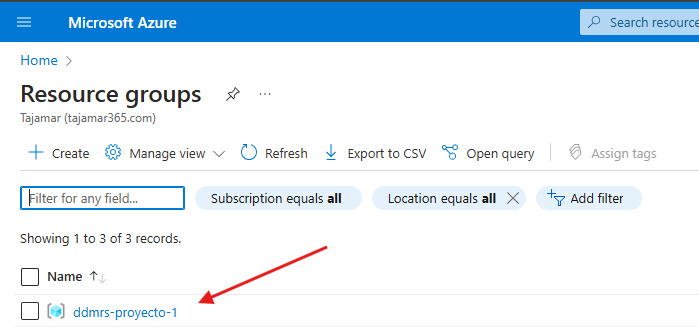 Microsoft Azure
Search resource
Home
Resource groups
Tajamar (tajamar365.com)
Create Manage view Refresh Export to CSV Open query Assign tags
Filter for any field... Subscription equals all Location equals all Add filter
Showing 1 to 3 of 3 records.
Name
ddmrs-proyecto-1